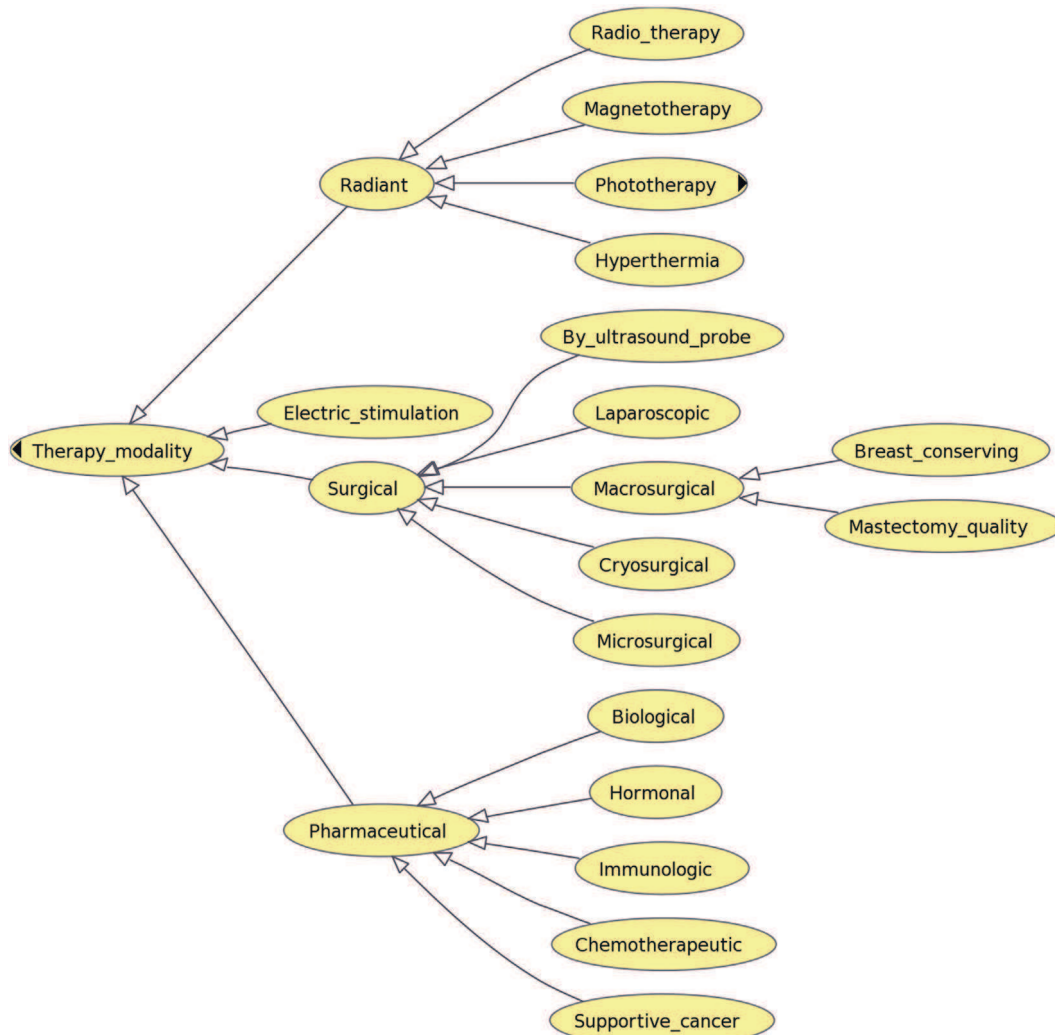 Radio_therapy
Magnetotherapy
Radiant
Phototherapy
Hyperthermia
By_ultrasound_probe
Electric_stimulation
Laparoscopic
Therapy_modality
Breast_conserving
Surgical
Macrosurgical
Mastectomy_quality
Cryosurgical
Microsurgical
Biological
Hormonal
Pharmaceutical
Immunologic
Chemotherapeutic
Supportive_cancer